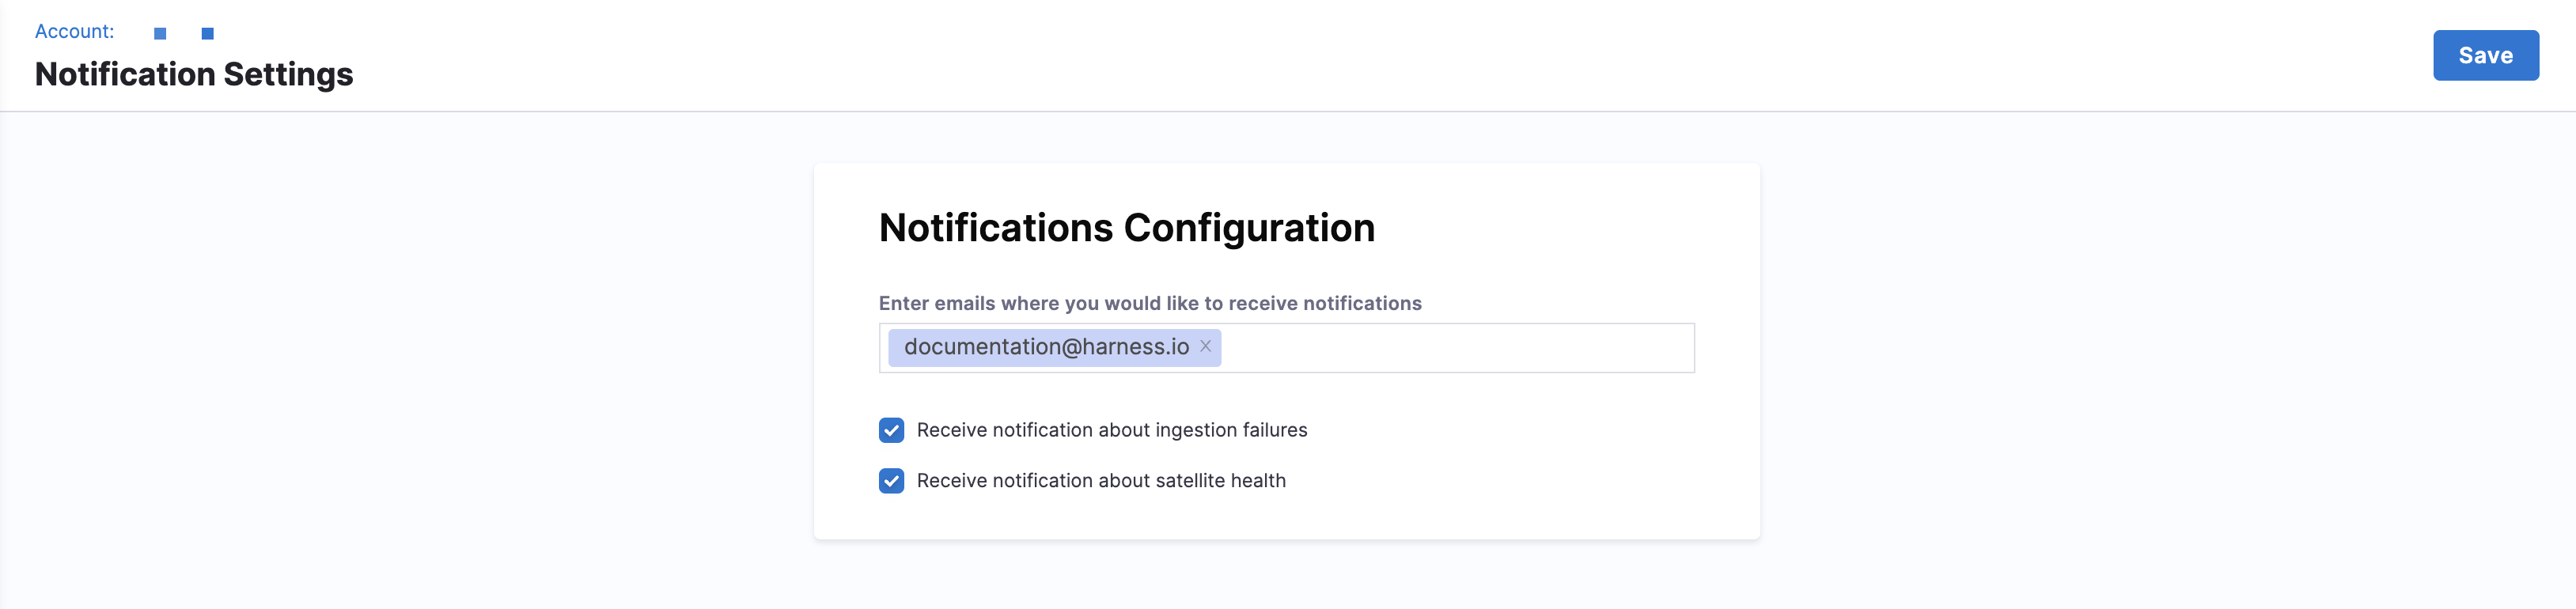 Account:
Notification Settings
Save
Notifications Configuration
Enter emails where you would like to receive notifications
documentation@harness.io
Receive notification about ingestion failures
Receive notification about satellite health